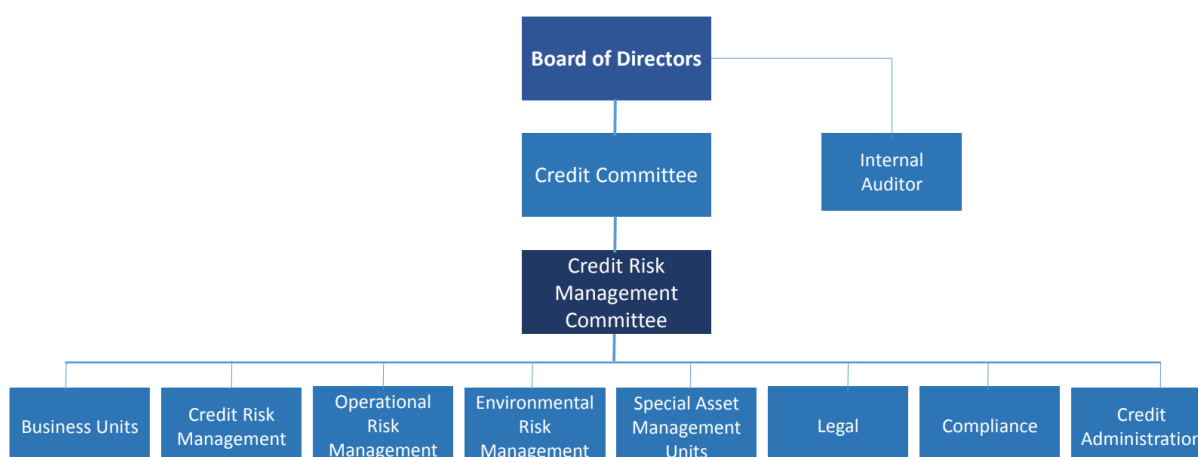 Board of Directors
Credit Committee
Internal
Auditor
Credit Risk
Management
Committee
Business Units
Credit Risk
Management
Operational
Risk
Management
Environmental
Risk
Management
Special Asset
Management
Units
Legal
Compliance
Credit
Administration